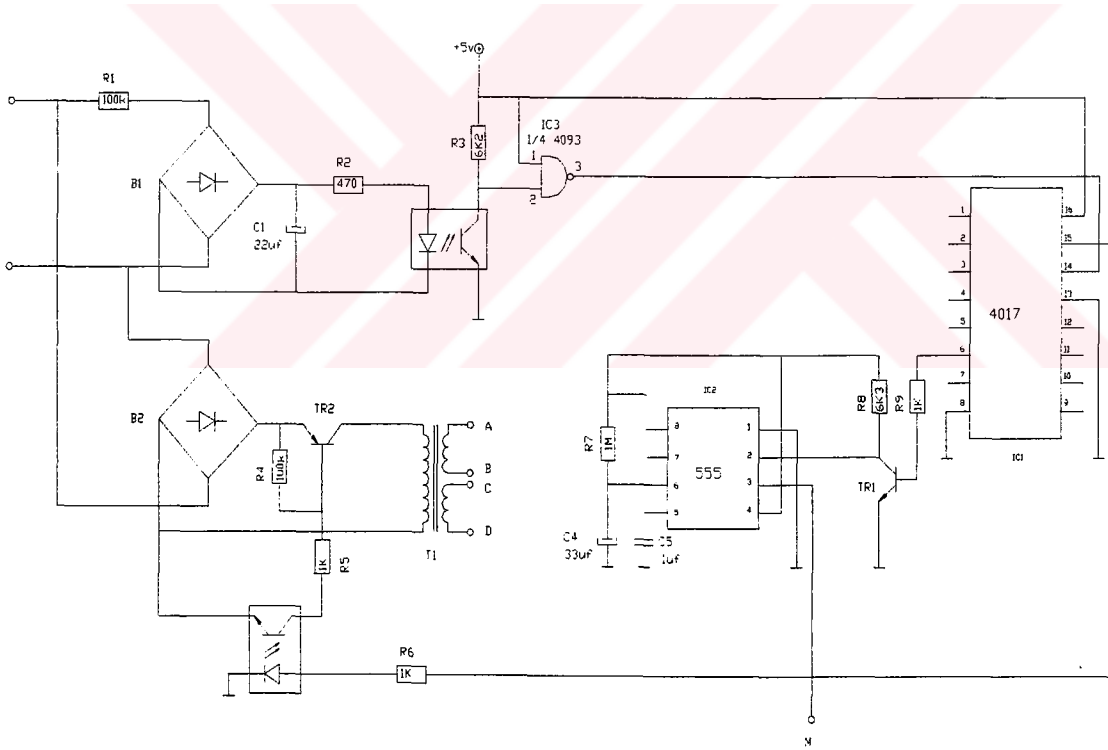 +5v
R1
100k
IC3
1/4 4093
R3
6K2
1
3
2
R2
470
B1
C1
22uf
4017
1
2
3
4
5
6
7
8
16
15
14
13
12
11
10
9
IC1
B2
TR2
R4
100k
A
B
C
D
T1
R5
1K
R6
1K
IC2
R7
1M
555
8
7
6
5
1
2
3
4
R8
6K3
R9
1K
TR1
C4
33uf
C5
1uf